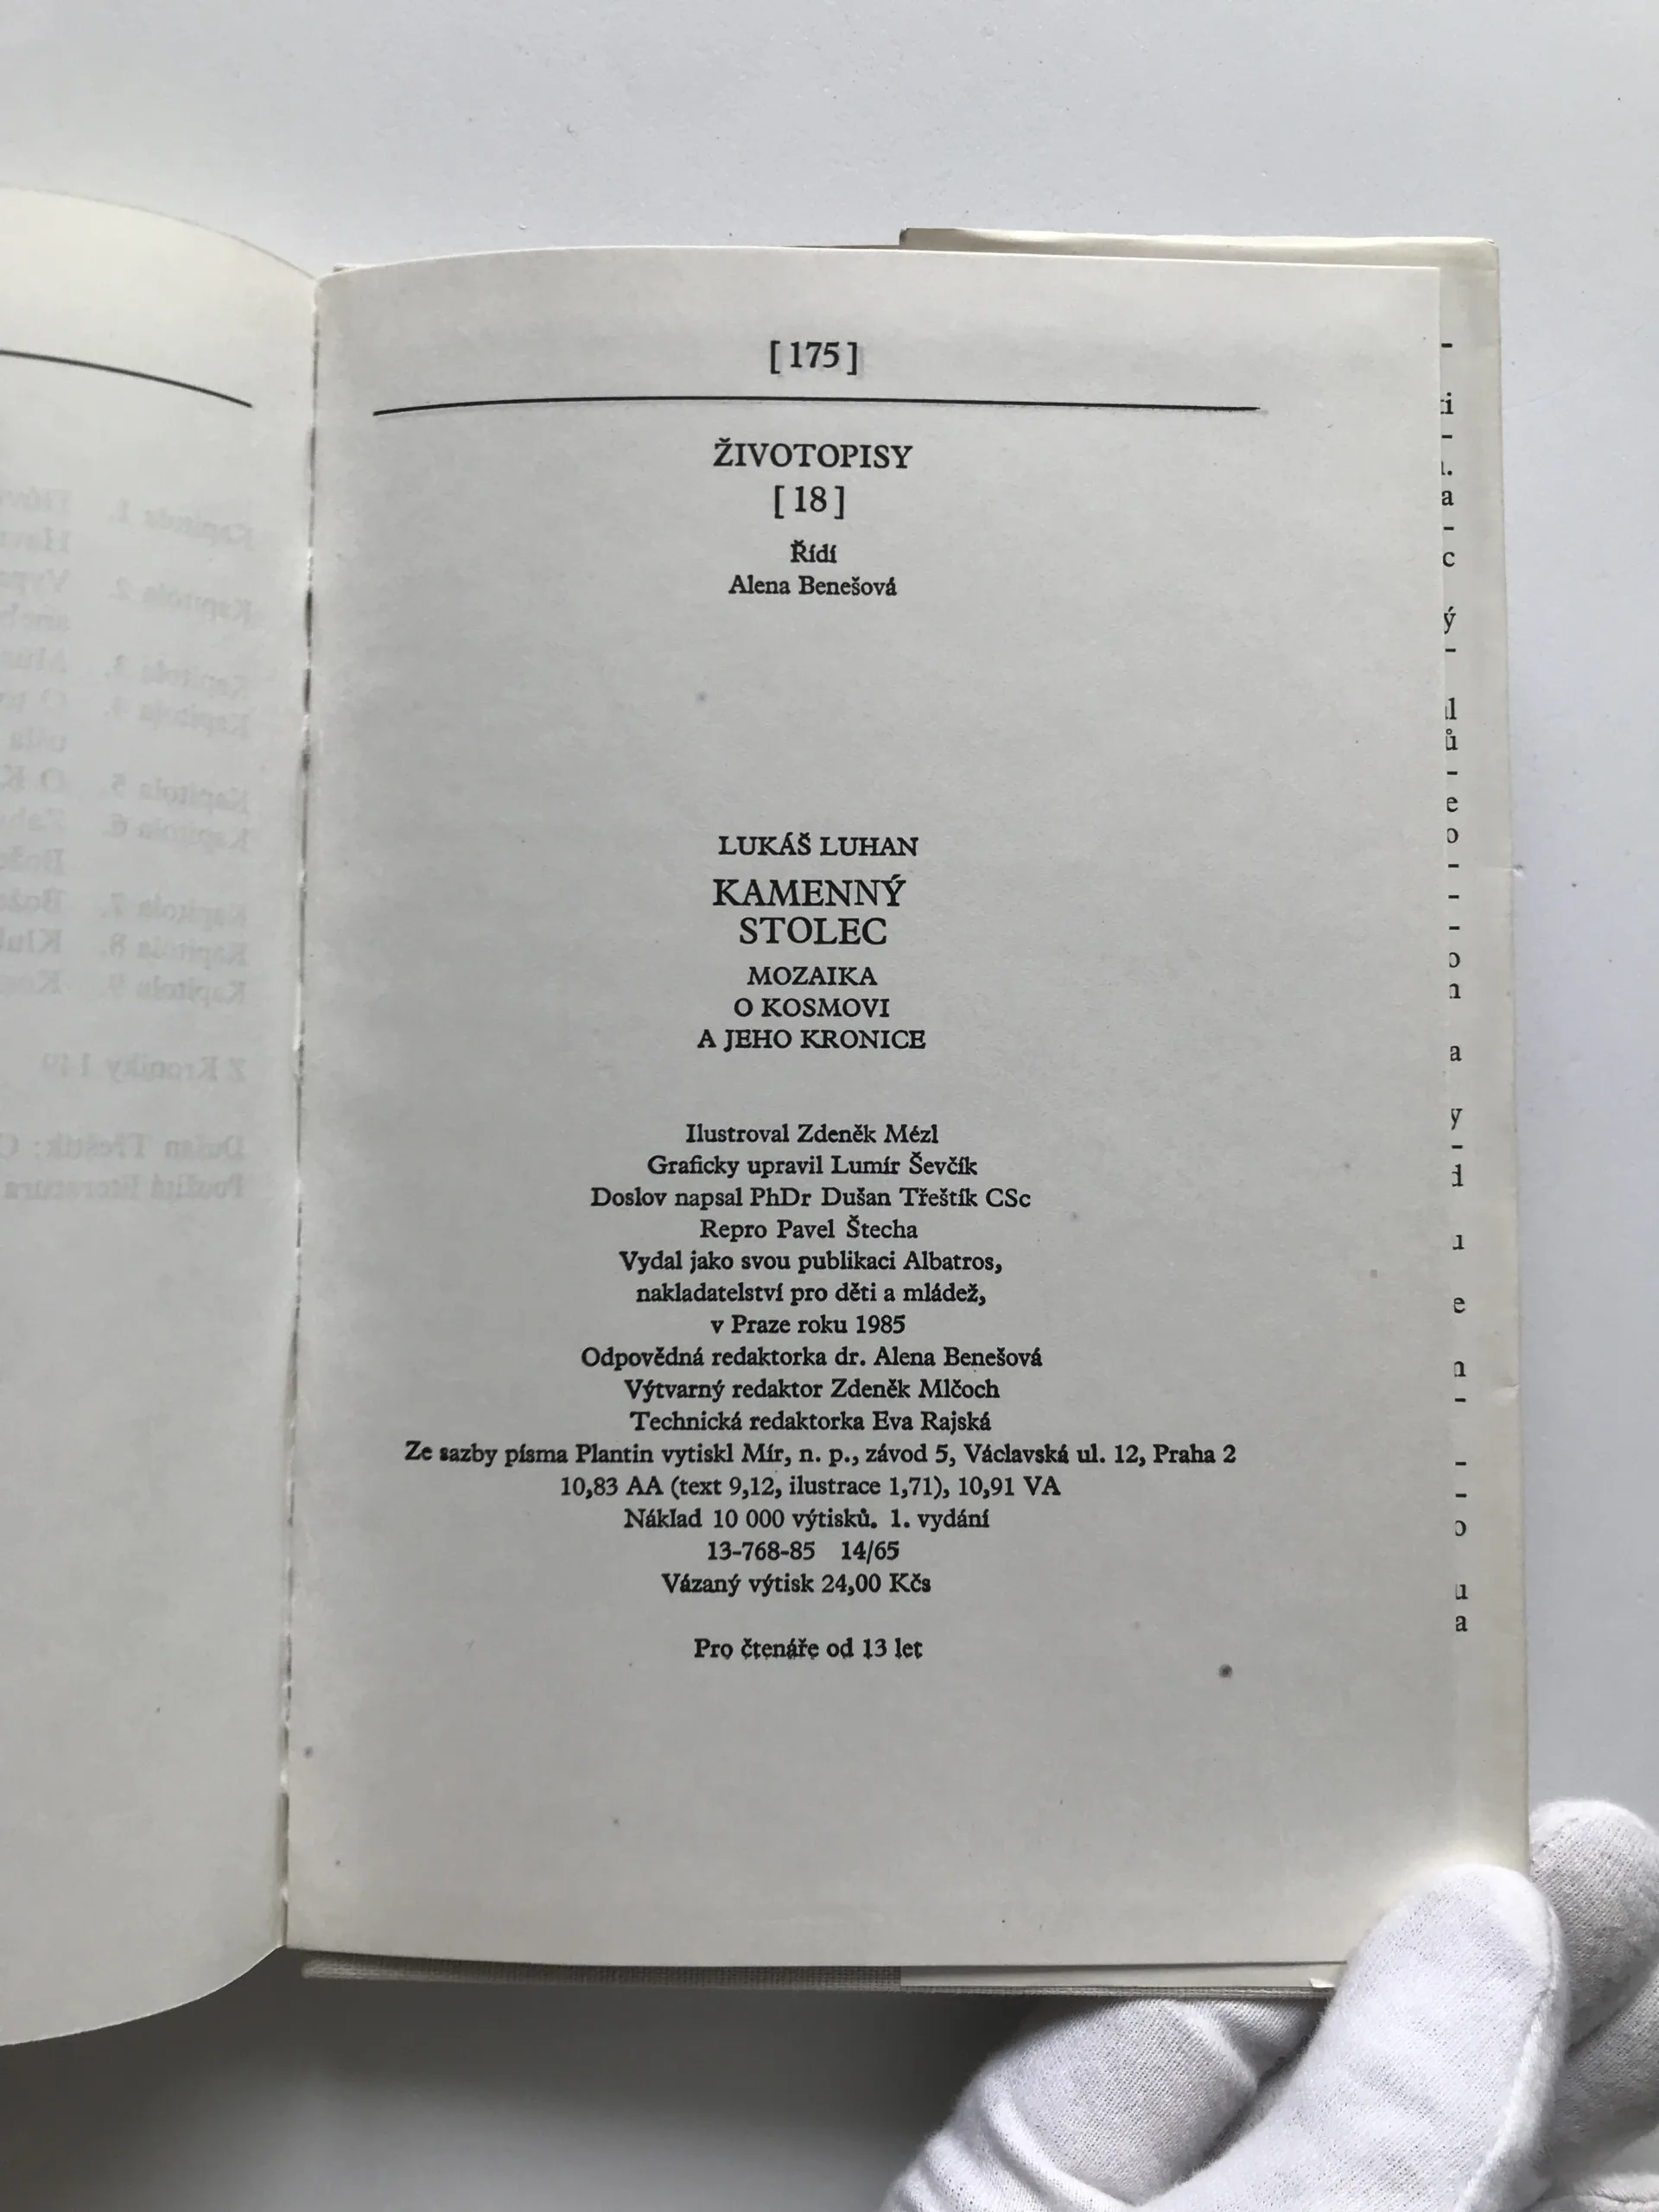 [ 175 ]
ŽIVOTOPISY
[ 18 ]
Řídí
Alena Benešová
LUKÁŠ LUHAN
KAMENNÝ
STOLEC
MOZAIKA
O KOSMOVI
A JEHO KRONICE
Ilustroval Zdeněk Mézl
Graficky upravil Lumír Ševčík
Doslov napsal PhDr Dušan Třeštík CSc
Repro Pavel Štecha
Vydal jako svou publikaci Albatros,
nakladatelství pro děti a mládež,
v Praze roku 1985
Odpovědná redaktorka dr. Alena Benešová
Výtvarný redaktor Zdeněk Mlčoch
Technická redaktorka Eva Rajská
Ze sazby písma Plantin vytiskl Mír, n. p., závod 5, Václavská ul. 12, Praha 2
10,83 AA (text 9,12, ilustrace 1,71), 10,91 VA
Náklad 10 000 výtisků. 1. vydání
13-768-85 14/65
Vázaný výtisk 24,00 Kčs
Pro čtenáře od 13 let